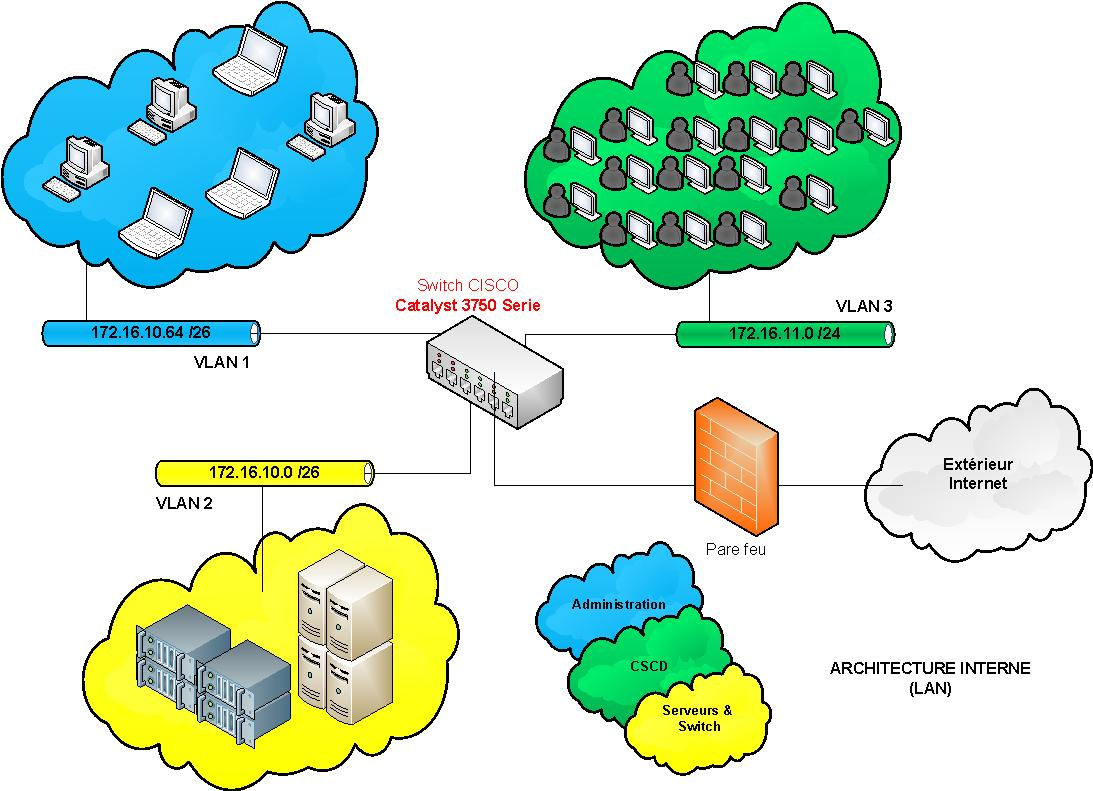 Switch CISCO
Catalyst 3750 Serie
VLAN 3
172.16.10.64 /26
172.16.11.0 /24
VLAN 1
172.16.10.0 /26
VLAN 2
Extérieur
Internet
Pare feu
Administration
CSCD
Serveurs &
Switch
ARCHITECTURE INTERNE
(LAN)